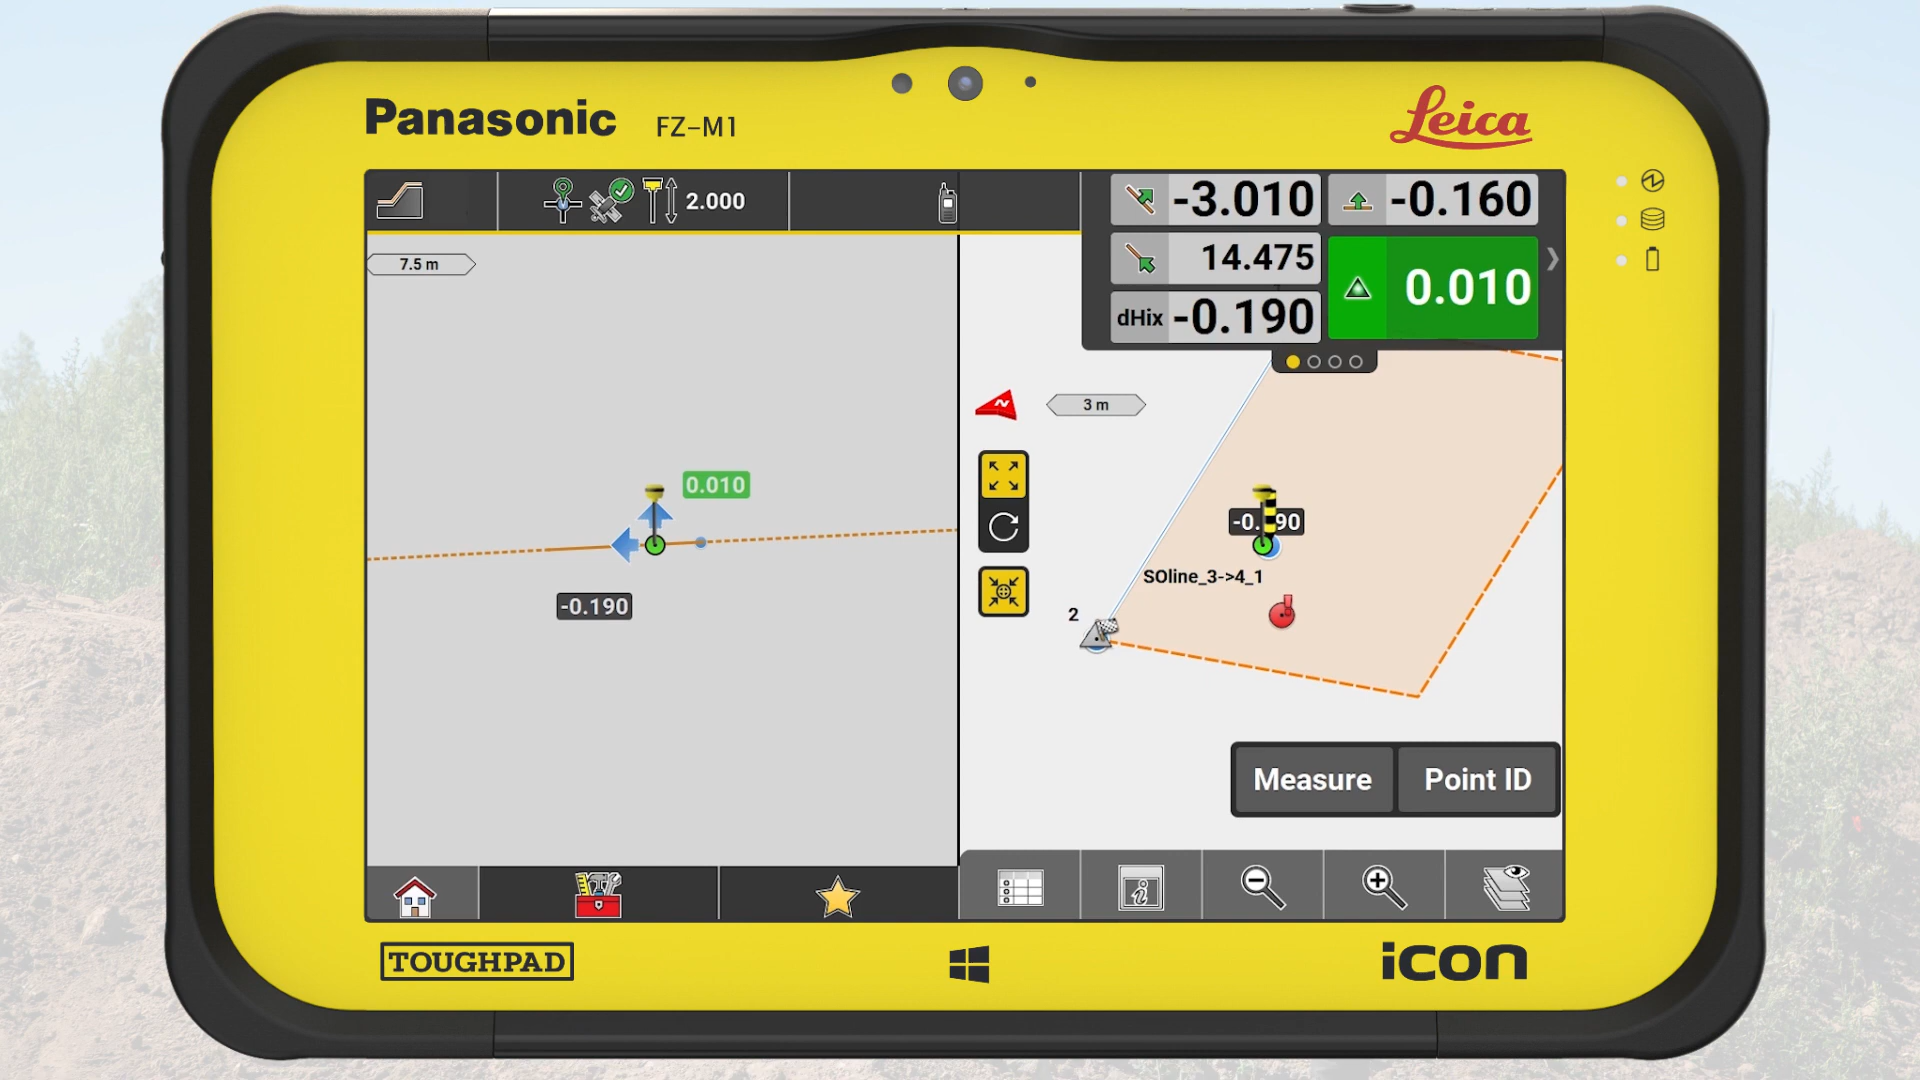 Panasonic FZ-M1
Leica
2.000
-3.010
-0.160
14.475
0.010
dHix -0.190
7.5 m
3 m
0.010
-0.190
SOline_3->4_1
2
Measure
Point ID
TOUGHPAD
icon